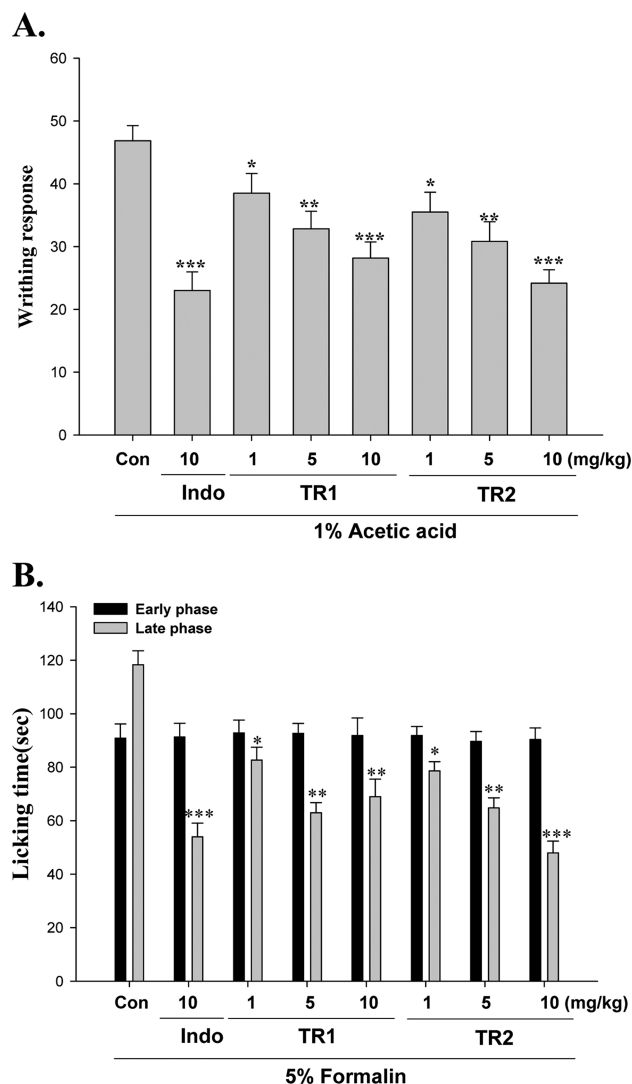 A.
60
50
40
30
20
10
0
Writhing response
*
**
***
*
**
***
***
Con 10 1 5 10 1 5 10 (mg/kg)
Indo TR1 TR2
1% Acetic acid
B.
140
120
100
80
60
40
20
0
Licking time(sec)
Early phase
Late phase
*
*
**
**
**
***
***
Con 10 1 5 10 1 5 10 (mg/kg)
Indo TR1 TR2
5% Formalin